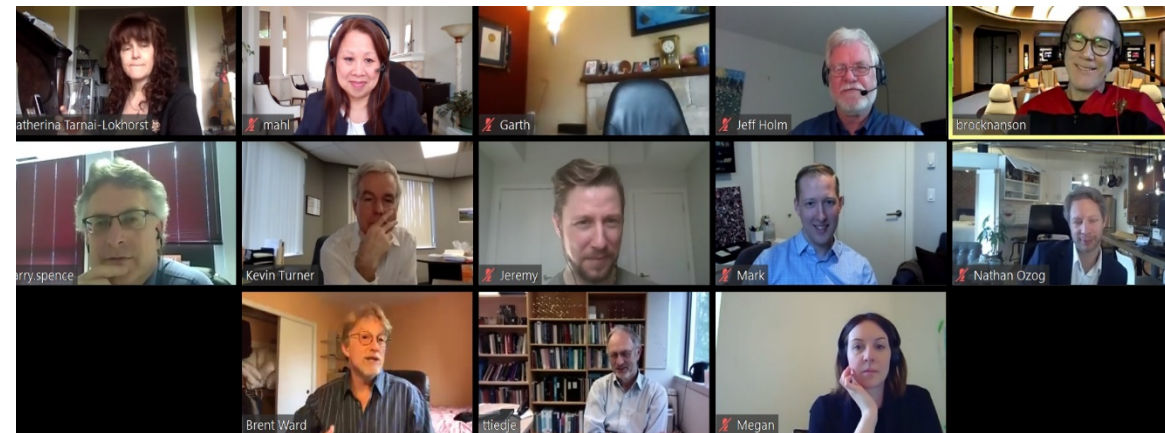 atherina Tarnai-Lokhorst
mahl
Garth
Jeff Holm
brocknanson
arry.spence
Kevin Turner
Jeremy
Mark
Nathan Ozog
Brent Ward
ttiedje
Megan